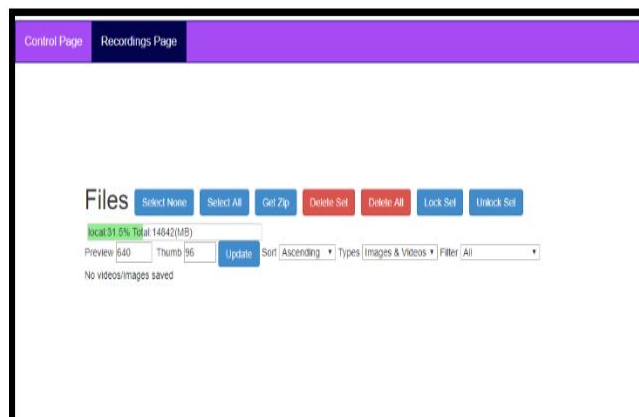 Control Page Recordings Page
Files Select None Select All Get Zip Delete Sel Delete All Lock Sel Unlock Sel
local:31.5% Total:14842(MB)
Preview 640 Thumb 96 Update Sort Ascending Types Images & Videos Filter All
No videos/images saved